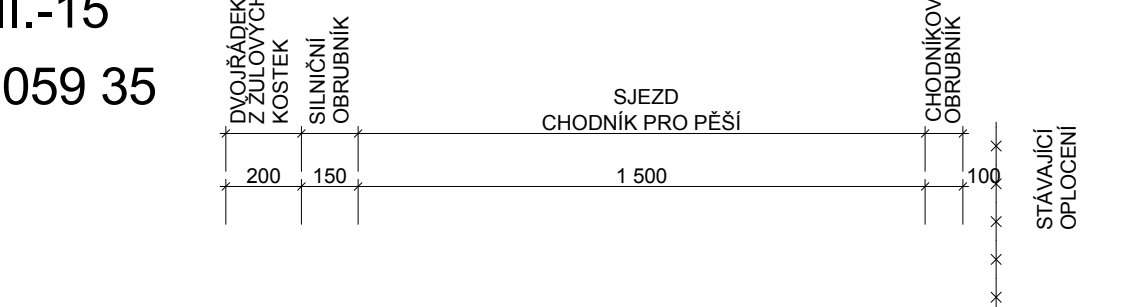 II.-15
059 35
DVOJŘÁDEK
Z ŽULOVÝCH
KOSTEK
SILNIČNÍ
OBRUBNÍK
SJEZD
CHODNÍK PRO PĚŠÍ
OBRUBNÍK
STÁVAJÍCÍ
OPLOCENÍ
200
150
1 500
100